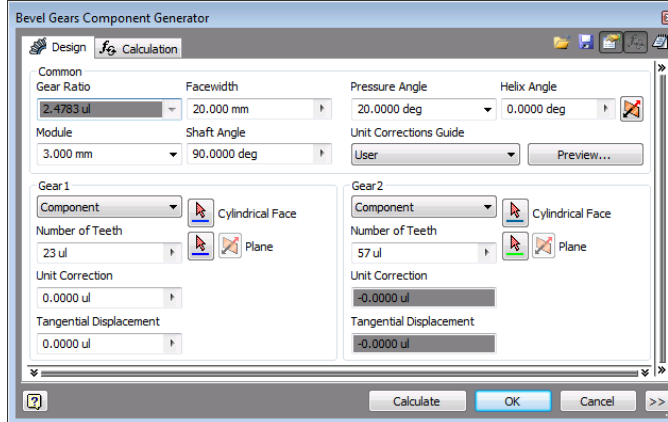 Bevel Gears Component Generator
Design Calculation
Common
Gear Ratio Facewidth Pressure Angle Helix Angle
2.4783 ul 20.000 mm 20.0000 deg 0.0000 deg
Module Shaft Angle Unit Corrections Guide
3.000 mm 90.0000 deg User Preview...
Gear1 Gear2
Component Cylindrical Face Component Cylindrical Face
Number of Teeth Number of Teeth
23 ul Plane 57 ul Plane
Unit Correction Unit Correction
0.0000 ul -0.0000 ul
Tangential Displacement Tangential Displacement
0.0000 ul -0.0000 ul
Calculate OK Cancel >>